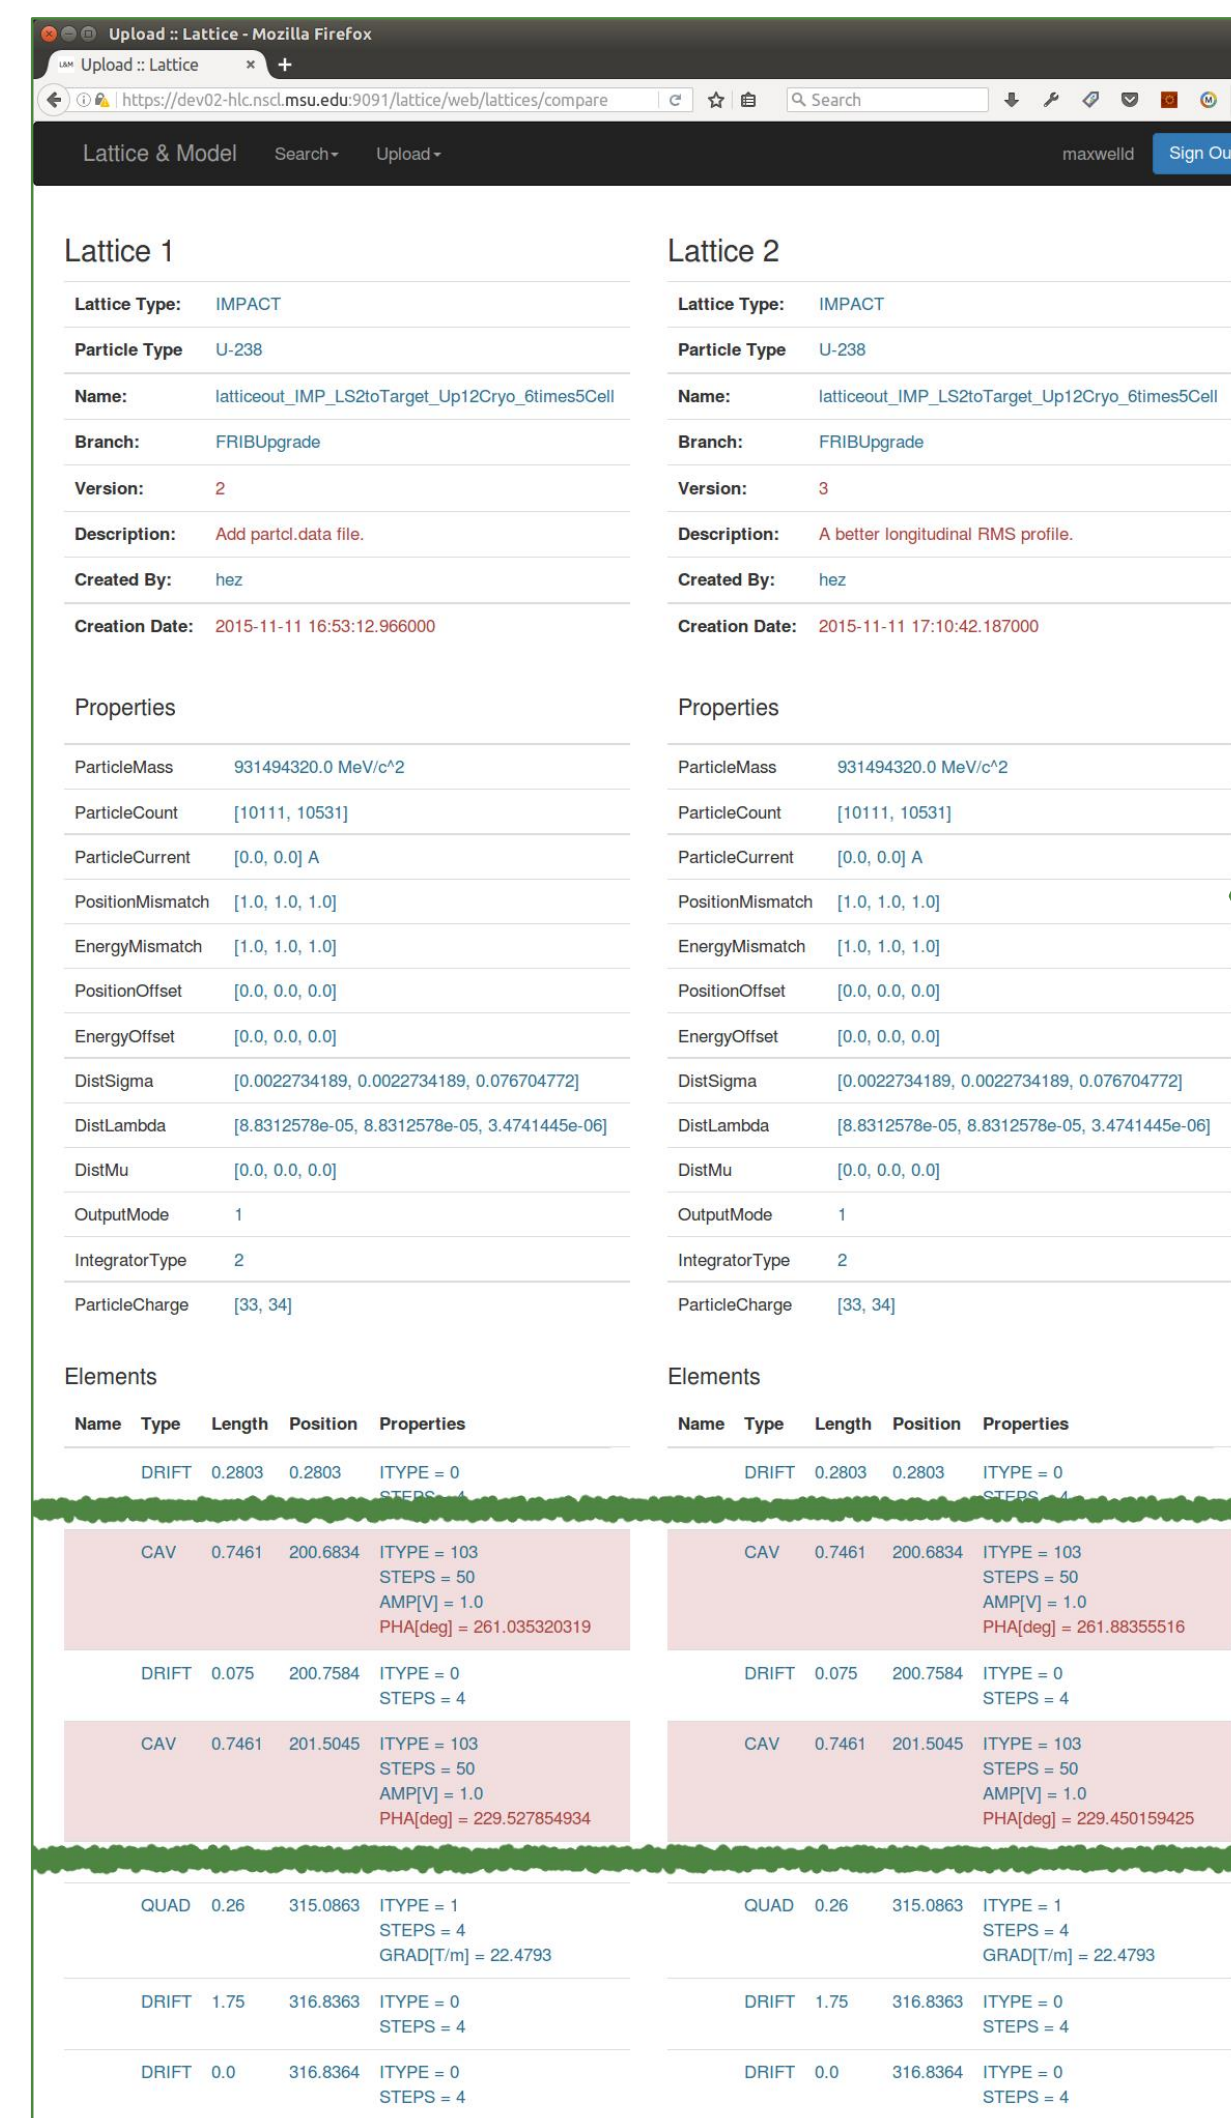 Upload :: Lattice - Mozilla Firefox
L&M Upload :: Lattice × +
https://dev02-hlc.nscl.msu.edu:9091/lattice/web/lattices/compare Search
Lattice & Model Search Upload maxwelld Sign Ou
Lattice 1
Lattice Type: IMPACT
Particle Type U-238
Name: latticeout_IMP_LS2toTarget_Up12Cryo_6times5Cell
Branch: FRIBUpgrade
Version: 2
Description: Add partcl.data file.
Created By: hez
Creation Date: 2015-11-11 16:53:12.966000
Properties
ParticleMass 931494320.0 MeV/c^2
ParticleCount [10111, 10531]
ParticleCurrent [0.0, 0.0] A
PositionMismatch [1.0, 1.0, 1.0]
EnergyMismatch [1.0, 1.0, 1.0]
PositionOffset [0.0, 0.0, 0.0]
EnergyOffset [0.0, 0.0, 0.0]
DistSigma [0.0022734189, 0.0022734189, 0.076704772]
DistLambda [8.8312578e-05, 8.8312578e-05, 3.4741445e-06]
DistMu [0.0, 0.0, 0.0]
OutputMode 1
IntegratorType 2
ParticleCharge [33, 34]
Elements
Name Type Length Position Properties
DRIFT 0.2803 0.2803 ITYPE = 0
STEPS = 4
CAV 0.7461 200.6834 ITYPE = 103
STEPS = 50
AMP[V] = 1.0
PHA[deg] = 261.035320319
DRIFT 0.075 200.7584 ITYPE = 0
STEPS = 4
CAV 0.7461 201.5045 ITYPE = 103
STEPS = 50
AMP[V] = 1.0
PHA[deg] = 229.527854934
QUAD 0.26 315.0863 ITYPE = 1
STEPS = 4
GRAD[T/m] = 22.4793
DRIFT 1.75 316.8363 ITYPE = 0
STEPS = 4
DRIFT 0.0 316.8364 ITYPE = 0
STEPS = 4
Lattice 2
Lattice Type: IMPACT
Particle Type U-238
Name: latticeout_IMP_LS2toTarget_Up12Cryo_6times5Cell
Branch: FRIBUpgrade
Version: 3
Description: A better longitudinal RMS profile.
Created By: hez
Creation Date: 2015-11-11 17:10:42.187000
Properties
ParticleMass 931494320.0 MeV/c^2
ParticleCount [10111, 10531]
ParticleCurrent [0.0, 0.0] A
PositionMismatch [1.0, 1.0, 1.0]
EnergyMismatch [1.0, 1.0, 1.0]
PositionOffset [0.0, 0.0, 0.0]
EnergyOffset [0.0, 0.0, 0.0]
DistSigma [0.0022734189, 0.0022734189, 0.076704772]
DistLambda [8.8312578e-05, 8.8312578e-05, 3.4741445e-06]
DistMu [0.0, 0.0, 0.0]
OutputMode 1
IntegratorType 2
ParticleCharge [33, 34]
Elements
Name Type Length Position Properties
DRIFT 0.2803 0.2803 ITYPE = 0
STEPS = 4
CAV 0.7461 200.6834 ITYPE = 103
STEPS = 50
AMP[V] = 1.0
PHA[deg] = 261.88355516
DRIFT 0.075 200.7584 ITYPE = 0
STEPS = 4
CAV 0.7461 201.5045 ITYPE = 103
STEPS = 50
AMP[V] = 1.0
PHA[deg] = 229.450159425
QUAD 0.26 315.0863 ITYPE = 1
STEPS = 4
GRAD[T/m] = 22.4793
DRIFT 1.75 316.8363 ITYPE = 0
STEPS = 4
DRIFT 0.0 316.8364 ITYPE = 0
STEPS = 4